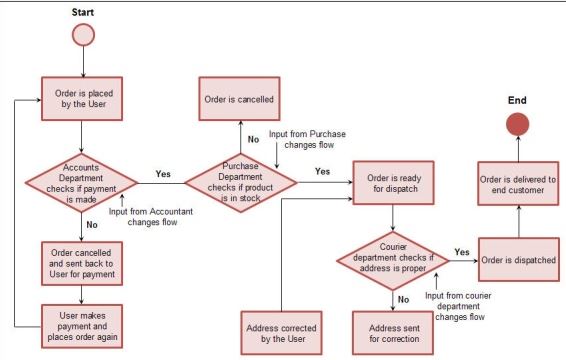 Start
Order is placed
by the User
Accounts
Department
checks if payment
is made
Yes
Input from Accountant
changes flow
No
Order cancelled
and sent back to
User for payment
User makes
payment and
places order again
Order is cancelled
No
Input from Purchase
changes flow
Purchase
Department
checks if product
is in stock
Yes
Order is ready
for dispatch
Courier
department checks if
address is proper
Yes
Input from courier
department
changes flow
No
Address corrected
by the User
Address sent
for correction
Order is dispatched
Order is delivered to
end customer
End